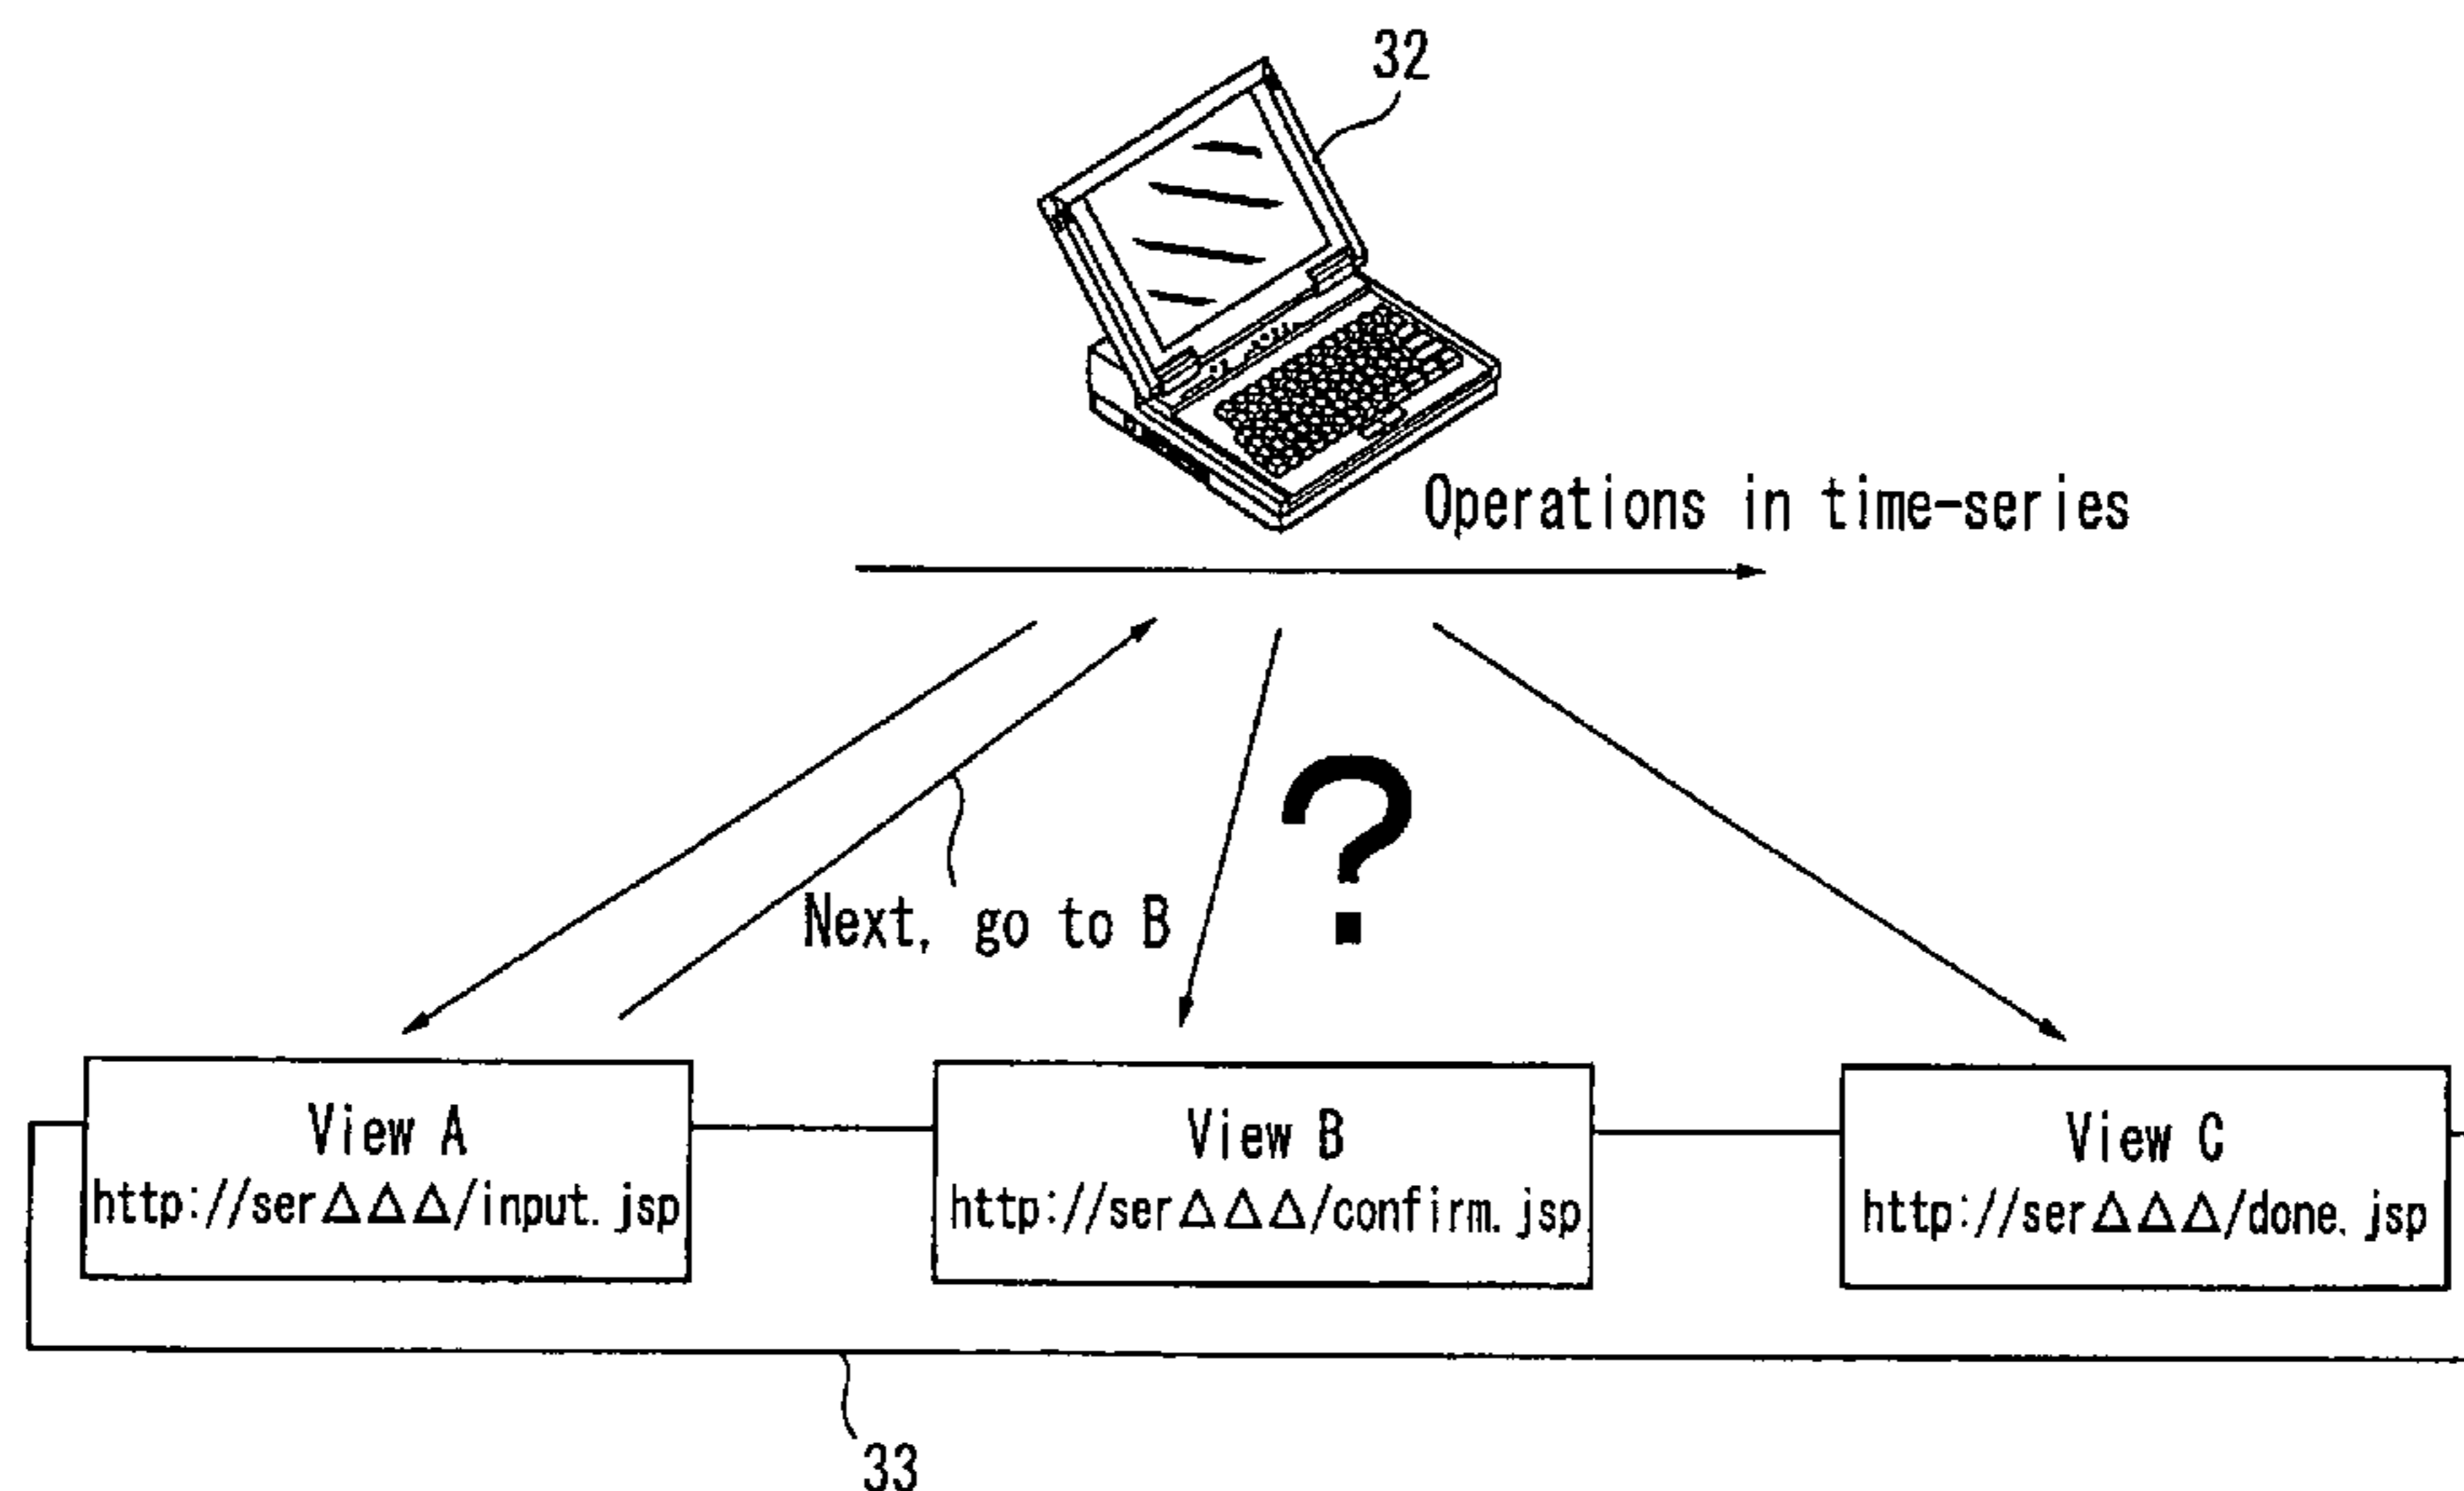 32
Operations in time-series
Next, go to B
?
View A
http://ser△△△/input.jsp
View B
http://ser△△△/confirm.jsp
View C
http://ser△△△/done.jsp
33